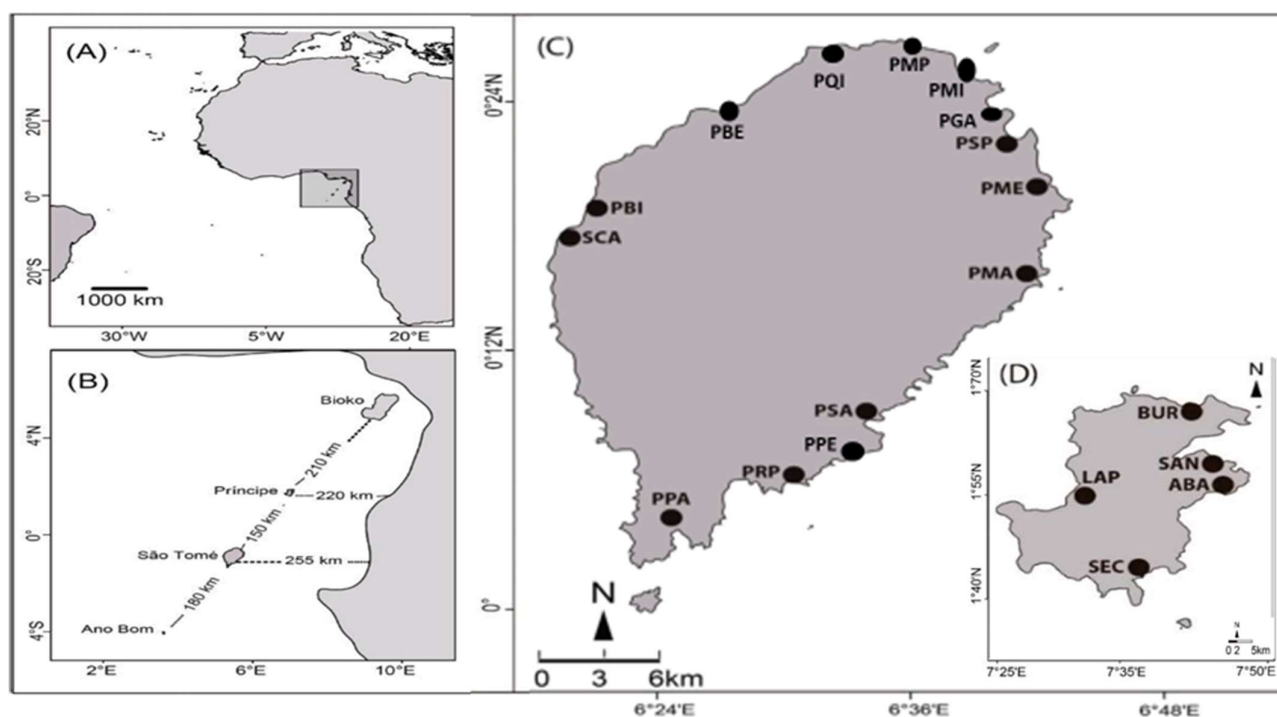 (A)
20°N
0°
20°S
1000 km
30°W
5°W
20°E
(B)
Bioko
4°N
210 km
Príncipe
220 km
150 km
0°
São Tomé
255 km
180 km
Ano Bom
4°S
2°E
6°E
10°E
(C)
PMP
PQI
PMI
0°24'N
PBE
PGA
PSP
PME
PBI
SCA
PMA
0°12'N
PSA
PPE
PRP
PPA
0°
N
0 3 6km
6°24'E
6°36'E
6°48'E
(D)
N
1°70'N
BUR
SAN
LAP
ABA
1°55'N
SEC
1°40'N
N
0 2 5km
7°25'E
7°35'E
7°50'E